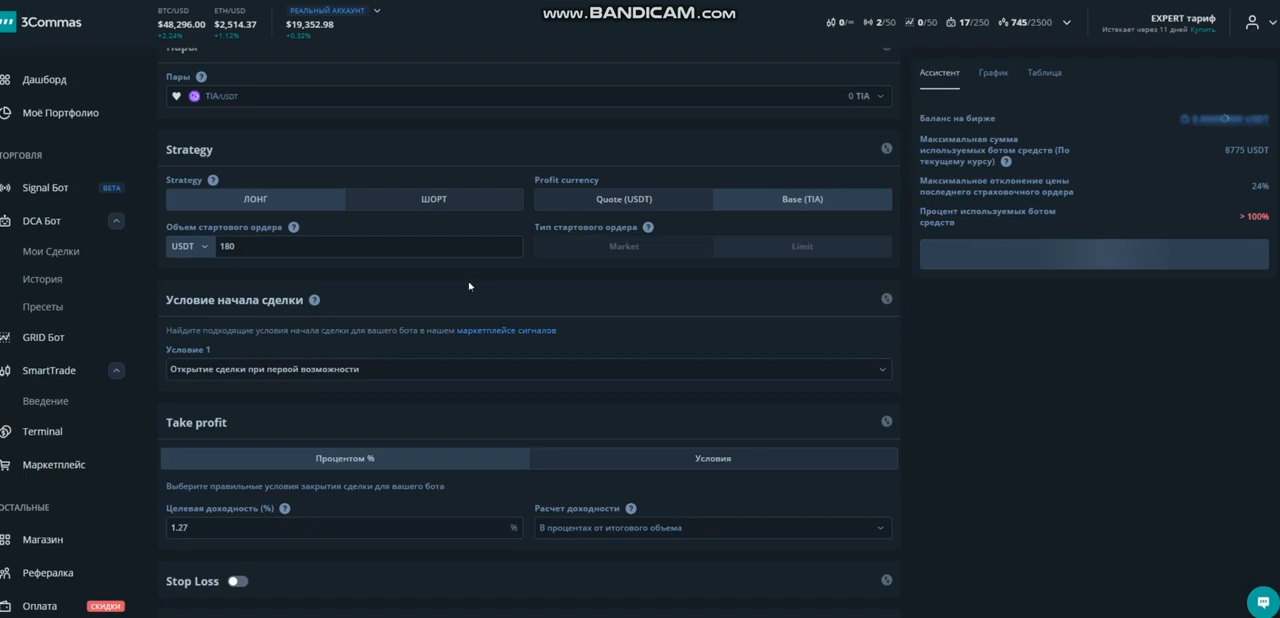 3Commas
BTC/USD
$48,296.00
+2.24%
ETH/USD
$2,514.37
+1.12%
РЕАЛЬНЫЙ АККАУНТ
$19,352.98
+0.32%
www.BANDICAM.com
0/∞
2/50
0/50
17/250
745/2500
EXPERT тариф
Истекает через 11 дней Купить
Дашборд
Моё Портфолио
ТОРГОВЛЯ
Signal Бот BETA
DCA Бот
Мои Сделки
История
Пресеты
GRID Бот
SmartTrade
Введение
Terminal
Маркетплейс
ОСТАЛЬНЫЕ
Магазин
Рефералка
Оплата СКИДКИ
Пары
Пары ?
TIA/USDT 0 TIA
Strategy
Strategy ? Profit currency
ЛОНГ ШОРТ Quote (USDT) Base (TIA)
Объем стартового ордера ? Тип стартового ордера ?
USDT 180 Market Limit
Условие начала сделки ?
Найдите подходящие условия начала сделки для вашего бота в нашем маркетплейсе сигналов
Условие 1
Открытие сделки при первой возможности
Take profit
Процентом % Условия
Выберите правильные условия закрытия сделки для вашего бота
Целевая доходность (%) ? Расчет доходности ?
1.27 % В процентах от итогового объема
Stop Loss
Ассистент График Таблица
Баланс на бирже
Максимальная сумма
используемых ботом средств (По
текущему курсу) ?
8775 USDT
Максимальное отклонение цены
последнего страховочного ордера
24%
Процент используемых ботом
средств
> 100%